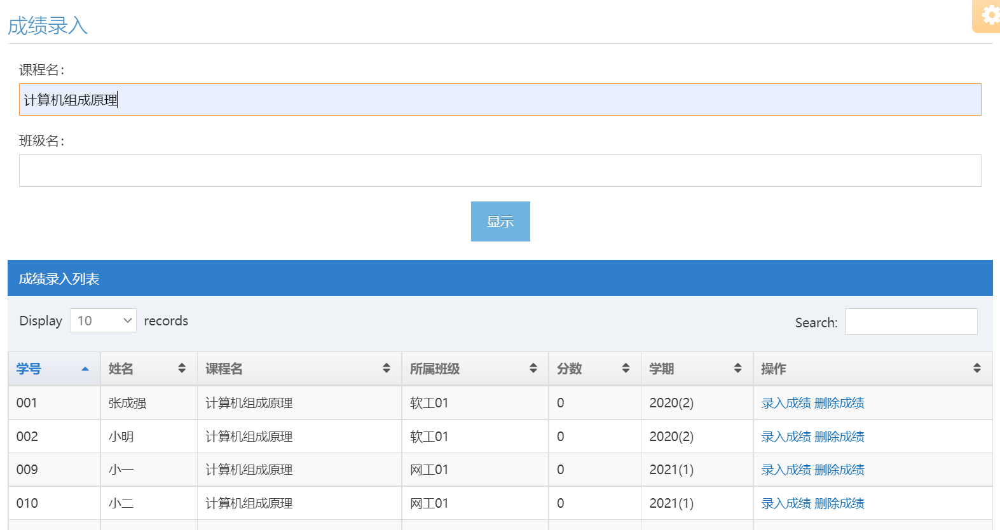 成绩录入
课程名：
计算机组成原理
班级名：
显示
成绩录入列表
Display 10 records Search:
学号 姓名 课程名 所属班级 分数 学期 操作
001 张成强 计算机组成原理 软工01 0 2020(2) 录入成绩 删除成绩
002 小明 计算机组成原理 软工01 0 2020(2) 录入成绩 删除成绩
009 小一 计算机组成原理 网工01 0 2021(1) 录入成绩 删除成绩
010 小二 计算机组成原理 网工01 0 2021(1) 录入成绩 删除成绩